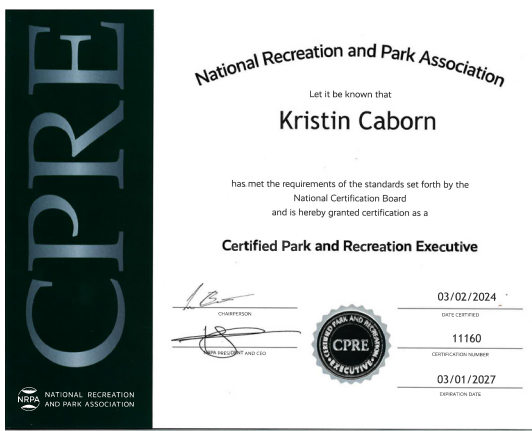 CPRE
NRPA
NATIONAL RECREATION
AND PARK ASSOCIATION
National Recreation and Park Association
Let it be known that
Kristin Caborn
has met the requirements of the standards set forth by the
National Certification Board
and is hereby granted certification as a
Certified Park and Recreation Executive
CHAIRPERSON
NRPA PRESIDENT AND CEO
CERTIFIED PARK AND RECREATION
CPRE
EXECUTIVE
03/02/2024
DATE CERTIFIED
11160
CERTIFICATION NUMBER
03/01/2027
EXPIRATION DATE